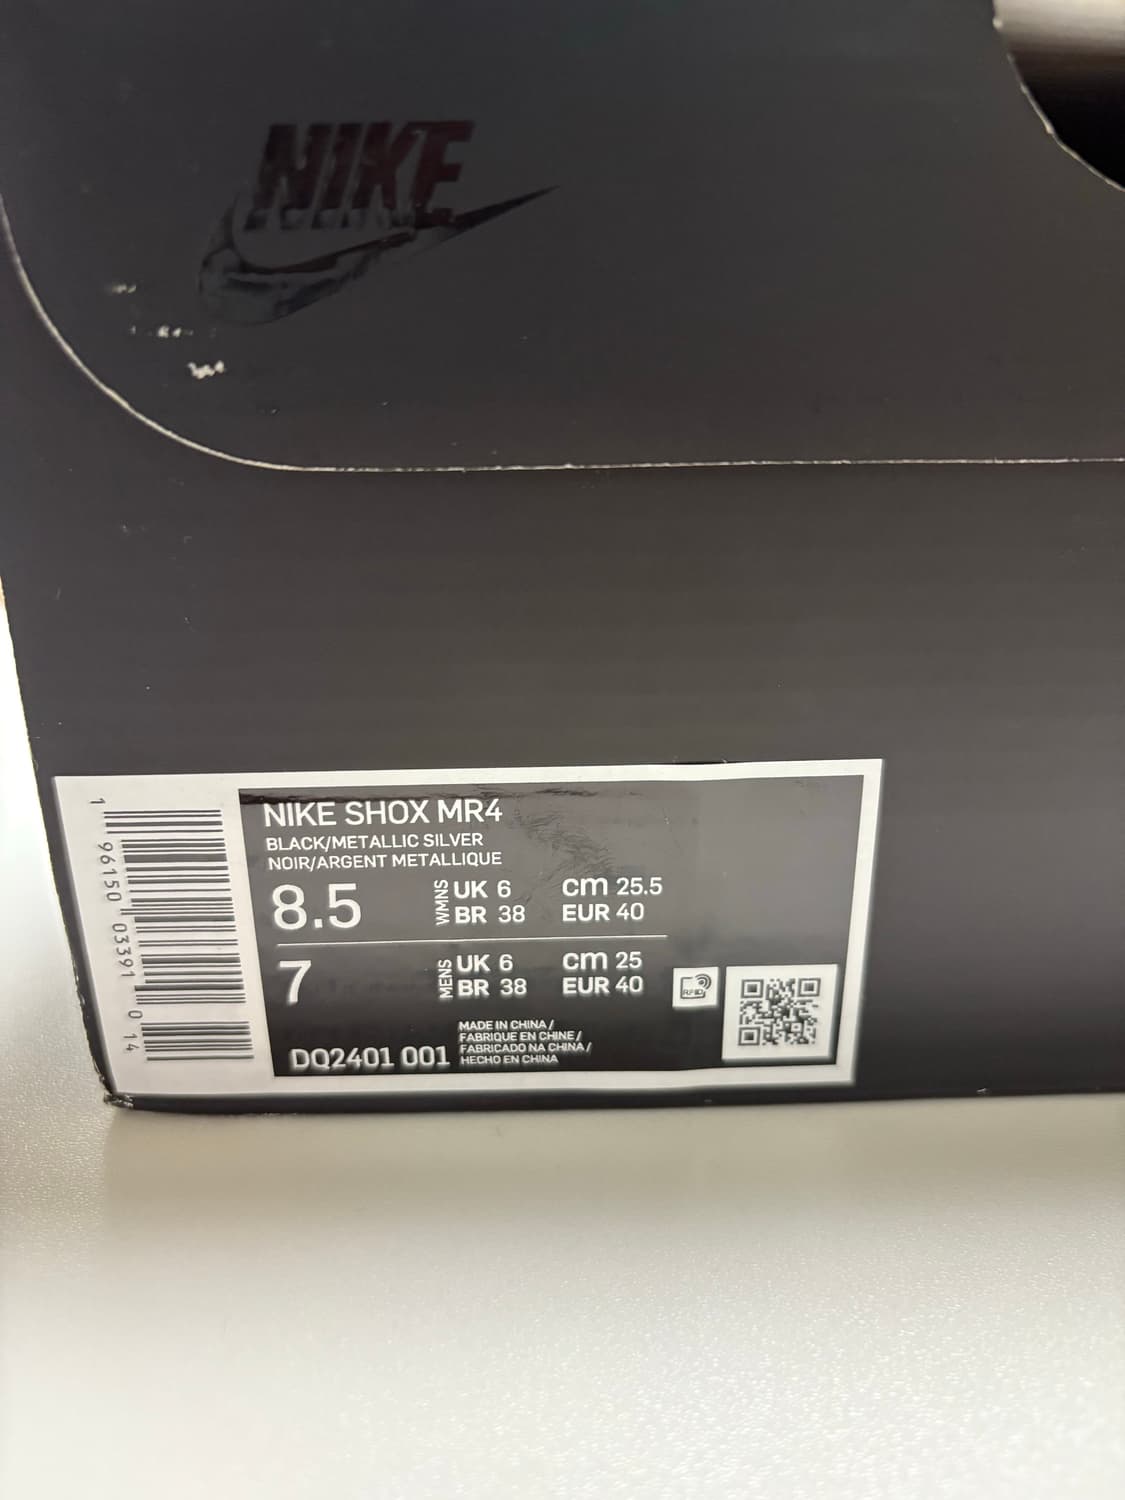 NIKE
NIKE SHOX MR4
BLACK/METALLIC SILVER
NOIR/ARGENT METALLIQUE
8.5 WMNS UK 6 cm 25.5
BR 38 EUR 40
7 MENS UK 6 cm 25
BR 38 EUR 40
RFID
MADE IN CHINA /
FABRIQUE EN CHINE /
FABRICADO NA CHINA /
HECHO EN CHINA
DQ2401 001
1 96150 03391 0 14